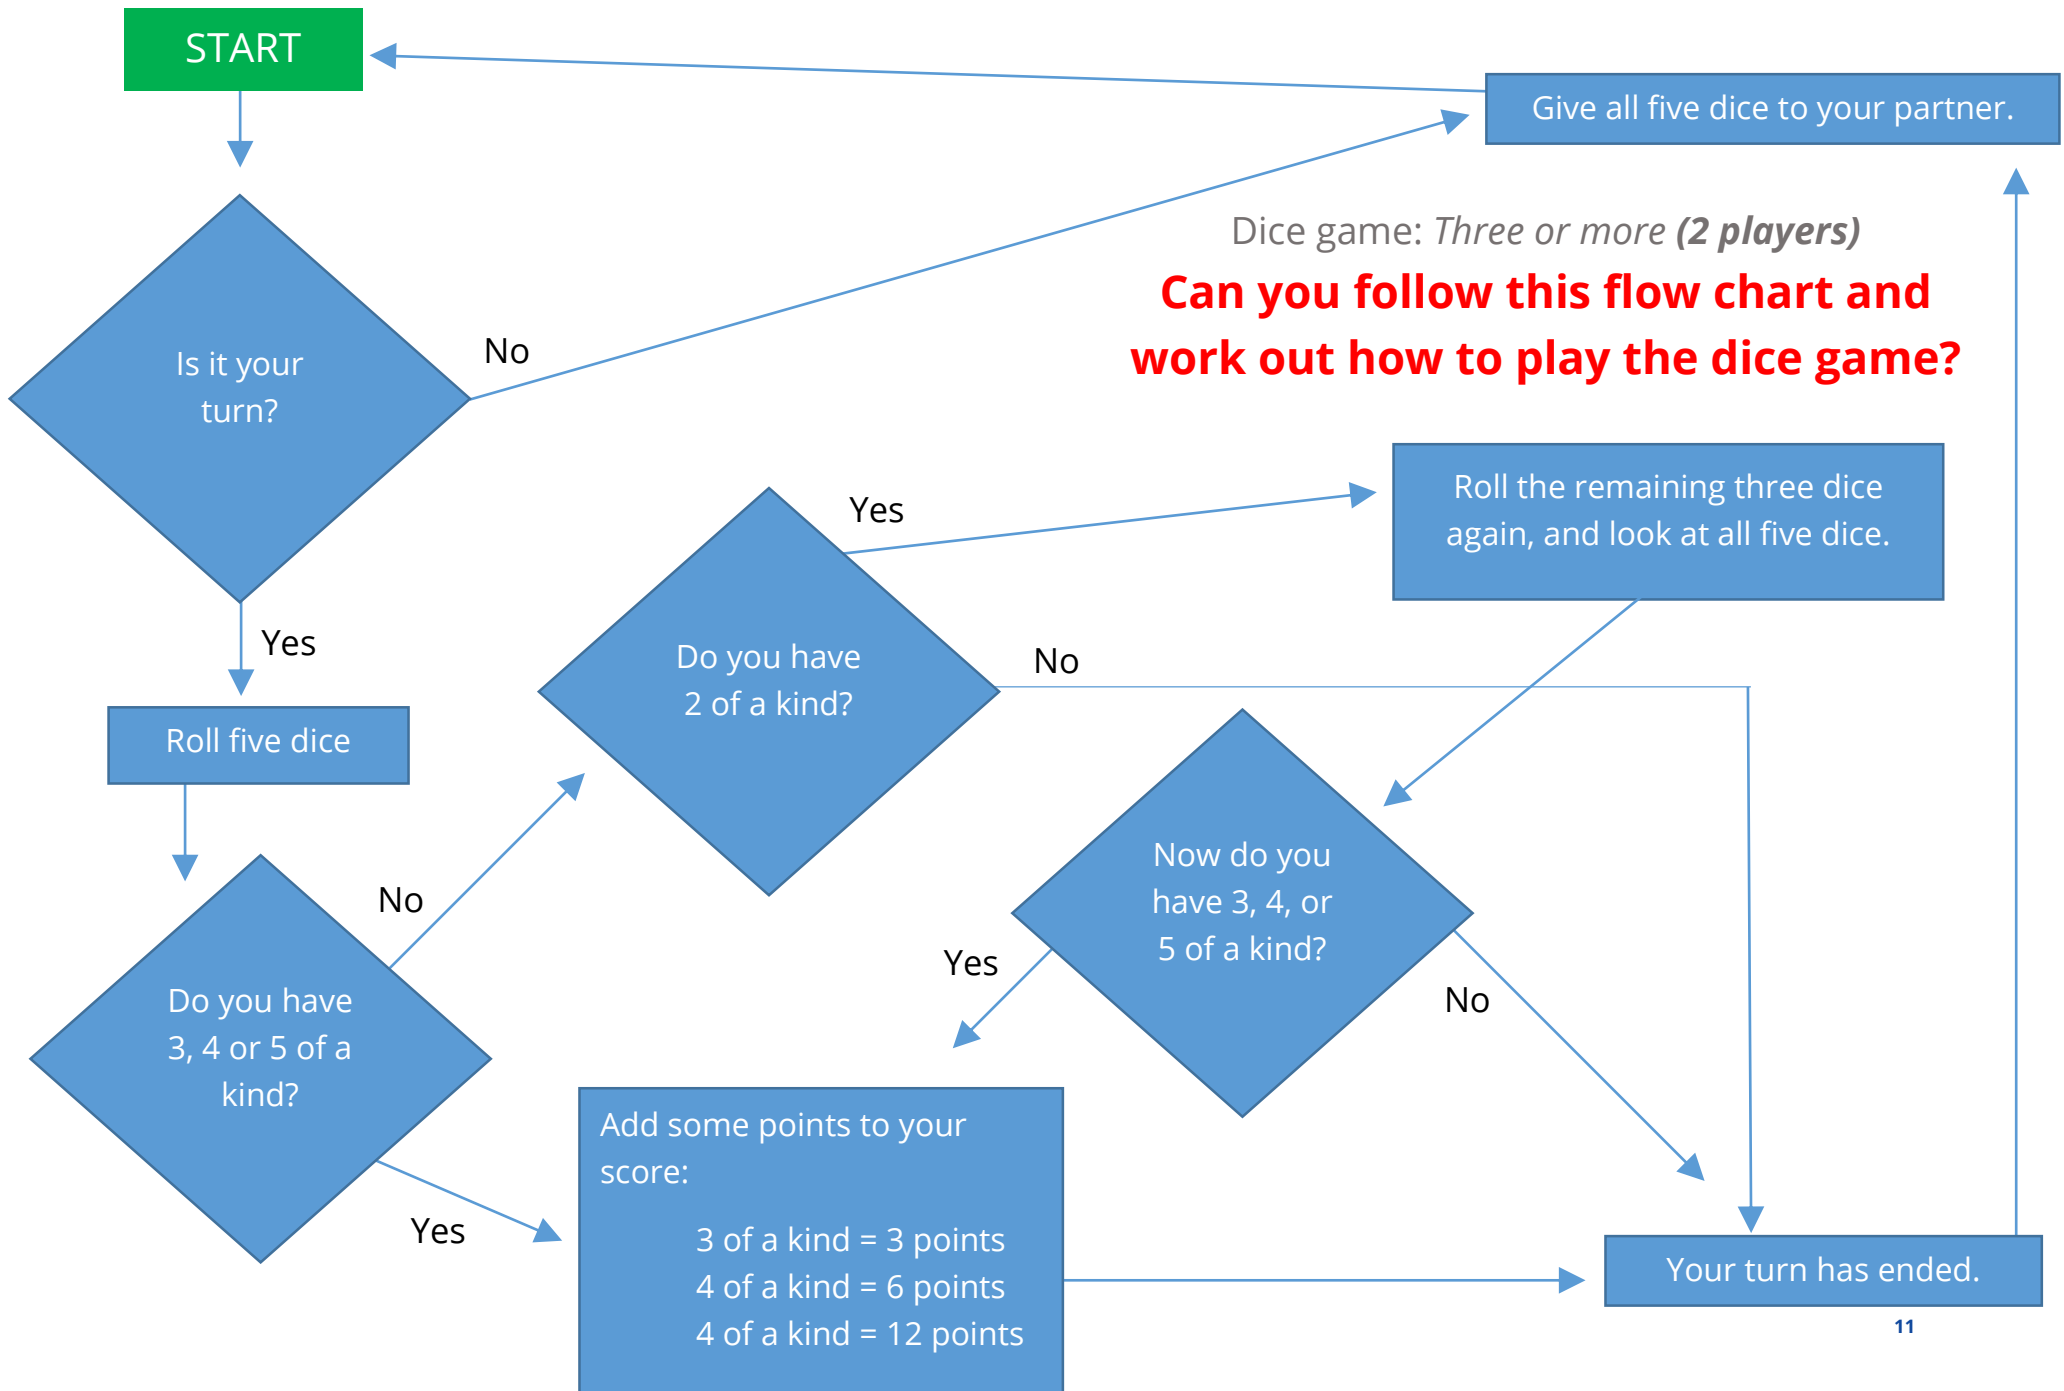 START
Give all five dice to your partner.
Dice game: Three or more (2 players)
Can you follow this flow chart and
work out how to play the dice game?
Is it your
turn?
No
Yes
Roll the remaining three dice
again, and look at all five dice.
Yes
Do you have
2 of a kind?
No
Roll five dice
Now do you
have 3, 4, or
5 of a kind?
No
Yes
No
Do you have
3, 4 or 5 of a
kind?
Add some points to your
score:
Yes
3 of a kind = 3 points
4 of a kind = 6 points
4 of a kind = 12 points
Your turn has ended.
11